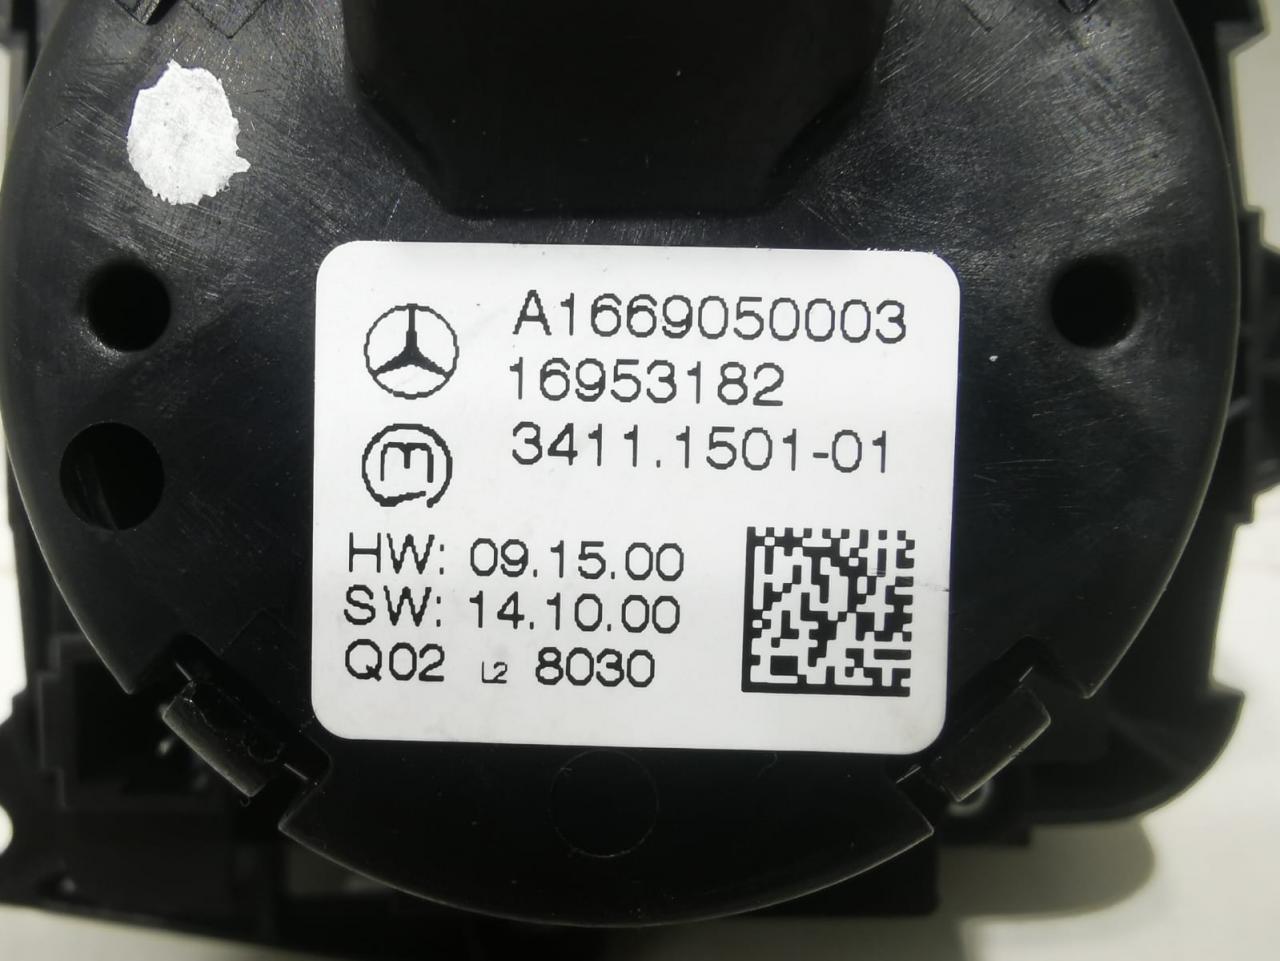 A1669050003
16953182
m
3411.1501-01
HW: 09.15.00
SW: 14.10.00
Q02 L2 8030